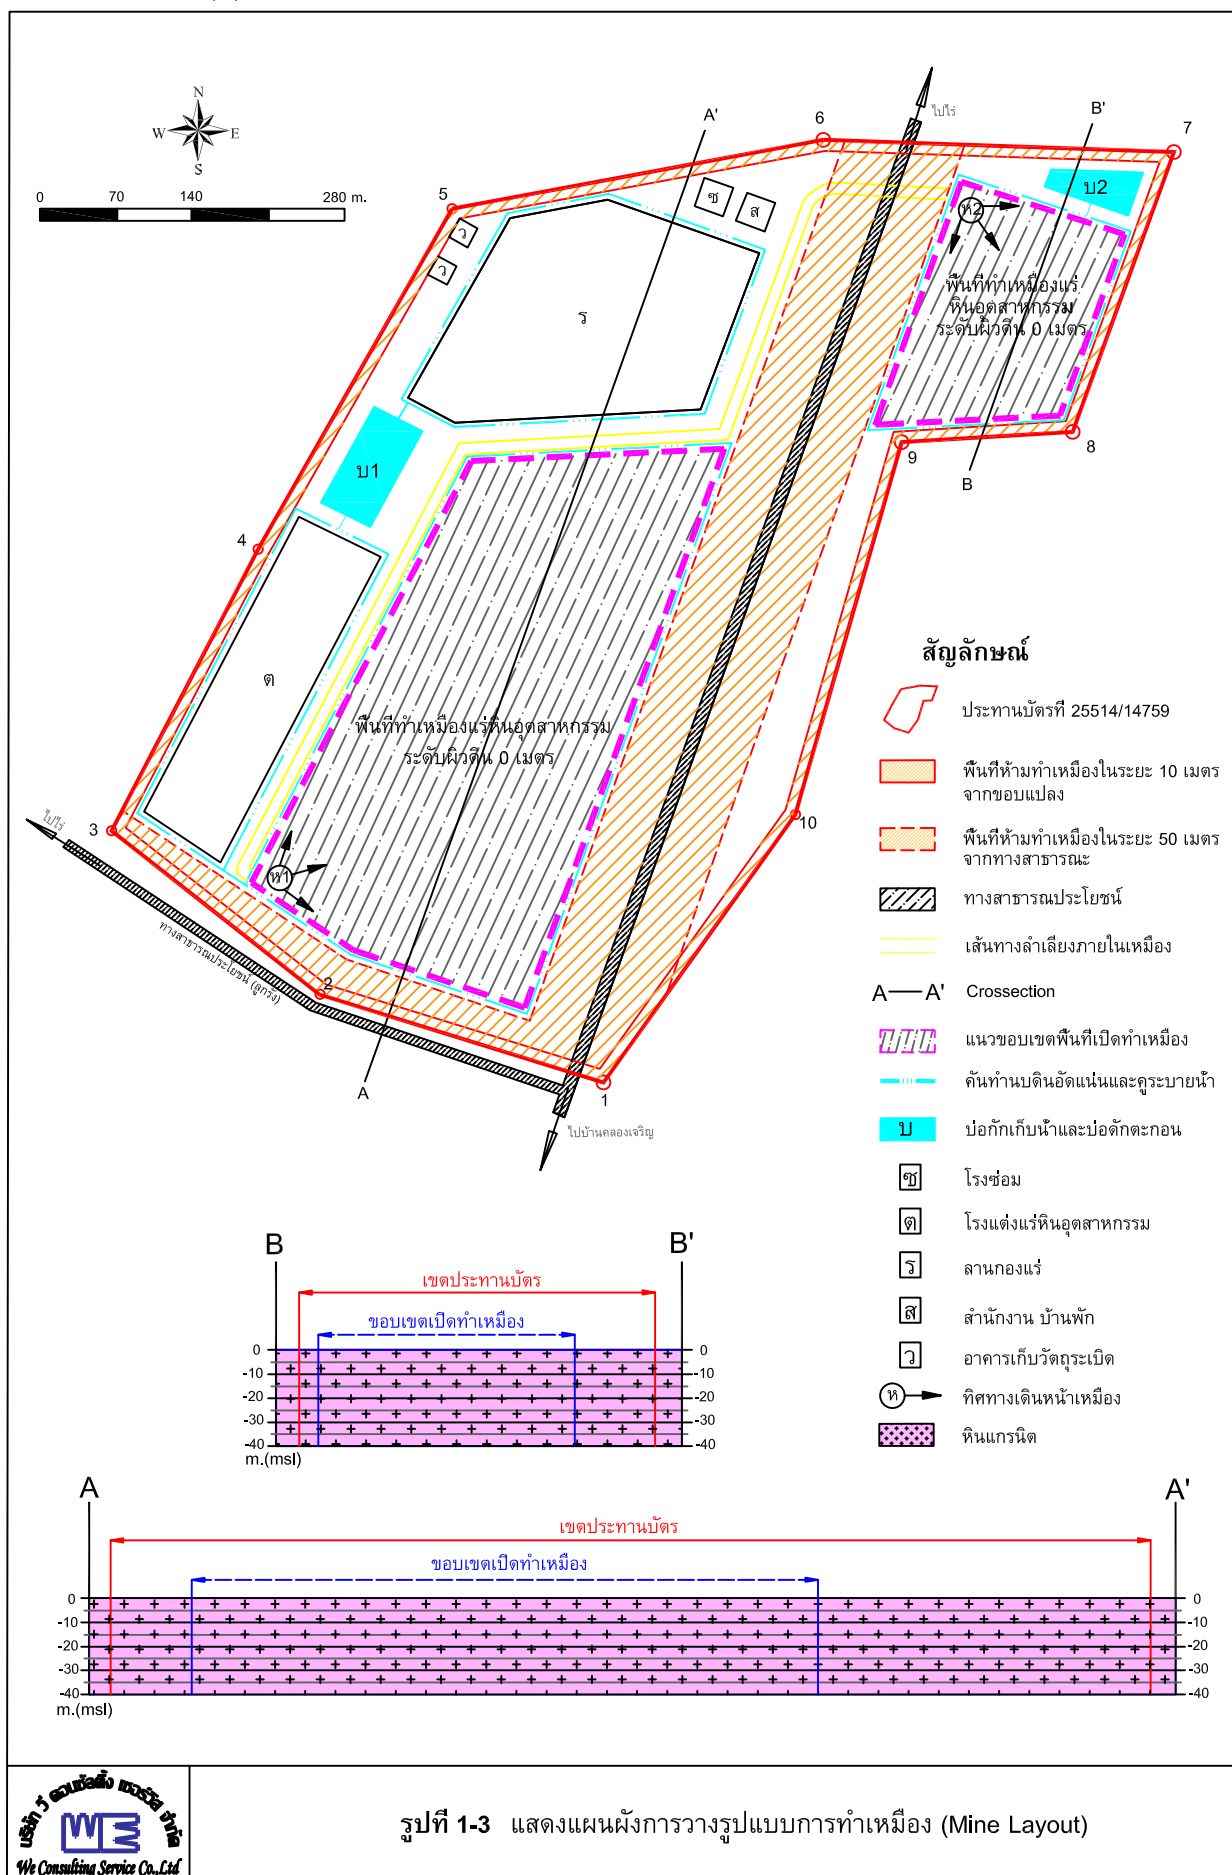 N
W E
S
0 70 140 280 m.
A'
6
ไปไร่
B'
7
5
ซ
ส
บ2
ว
ว
ห2
พื้นที่ทำเหมืองแร่
หินอุตสาหกรรม
ระดับผิวดิน 0 เมตร
ร
บ1
9
8
B
4
ต
พื้นที่ทำเหมืองแร่หินอุตสาหกรรม
ระดับผิวดิน 0 เมตร
10
3
ไปไร่
ห1
ทางสาธารณประโยชน์ (ลูกรัง)
2
A
1
ไปบ้านคลองเจริญ
สัญลักษณ์
ประทานบัตรที่ 25514/14759
พื้นที่ห้ามทำเหมืองในระยะ 10 เมตร
จากขอบแปลง
พื้นที่ห้ามทำเหมืองในระยะ 50 เมตร
จากทางสาธารณะ
ทางสาธารณประโยชน์
เส้นทางลำเลียงภายในเหมือง
A A' Crossection
แนวขอบเขตพื้นที่เปิดทำเหมือง
คันทำนบดินอัดแน่นและคูระบายน้ำ
บ บ่อกักเก็บน้ำและบ่อดักตะกอน
ซ โรงซ่อม
ต โรงแต่งแร่หินอุตสาหกรรม
ร ลานกองแร่
ส สำนักงาน บ้านพัก
ว อาคารเก็บวัตถุระเบิด
ห ทิศทางเดินหน้าเหมือง
หินแกรนิต
B B'
เขตประทานบัตร
ขอบเขตเปิดทำเหมือง
0 0
-10 -10
-20 -20
-30 -30
-40 -40
m.(msl)
A A'
เขตประทานบัตร
ขอบเขตเปิดทำเหมือง
0 0
-10 -10
-20 -20
-30 -30
-40 -40
m.(msl)
บริษัท วี คอนซัลติ้ง เซอร์วิส จำกัด
WE
We Consulting Service Co.,Ltd
รูปที่ 1-3 แสดงแผนผังการวางรูปแบบการทำเหมือง (Mine Layout)